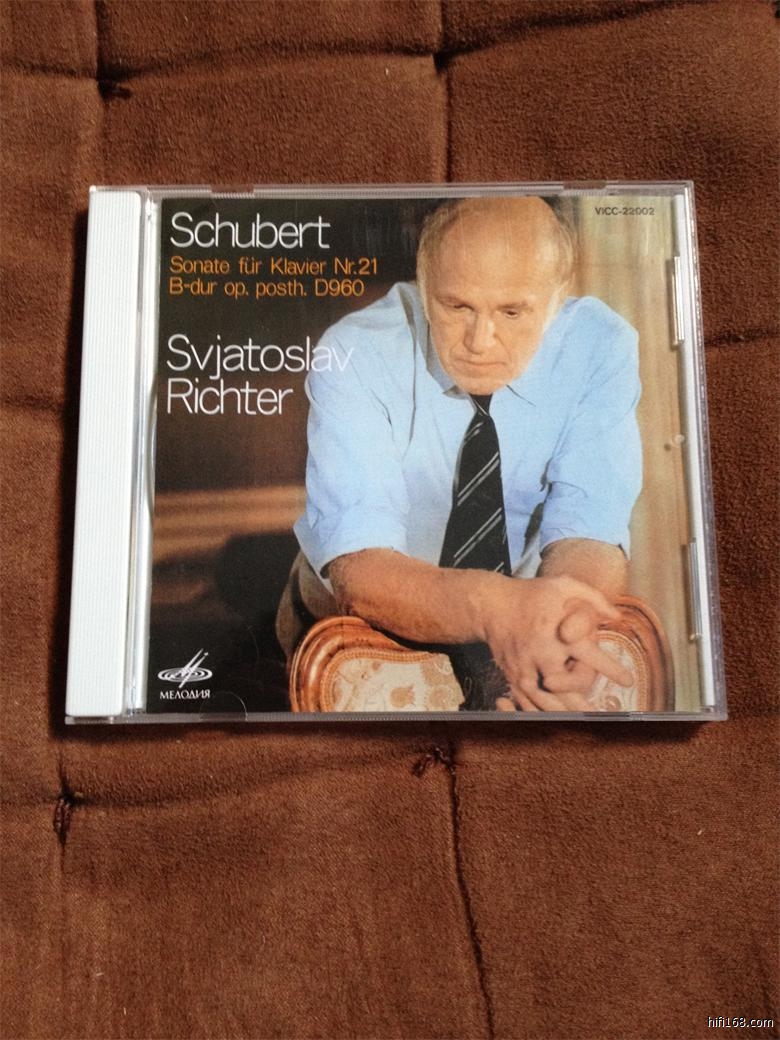 Schubert
VICC-22002
Sonate für Klavier Nr.21
B-dur op. posth. D960
Svjatoslav
Richter
МЕЛОДИЯ
hifi168.com